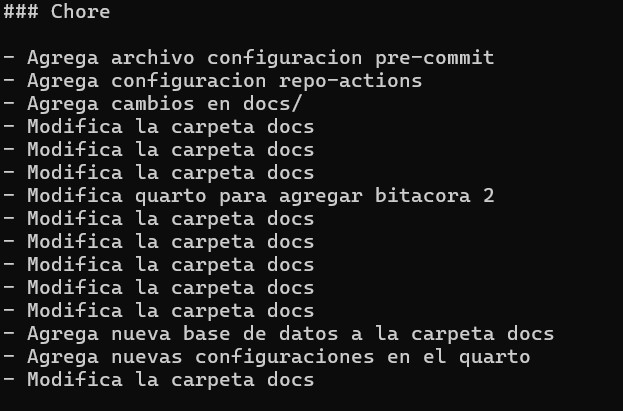 ### Chore
- Agrega archivo configuracion pre-commit
- Agrega configuracion repo-actions
- Agrega cambios en docs/
- Modifica la carpeta docs
- Modifica la carpeta docs
- Modifica la carpeta docs
- Modifica quarto para agregar bitacora 2
- Modifica la carpeta docs
- Modifica la carpeta docs
- Modifica la carpeta docs
- Modifica la carpeta docs
- Modifica la carpeta docs
- Agrega nueva base de datos a la carpeta docs
- Agrega nuevas configuraciones en el quarto
- Modifica la carpeta docs